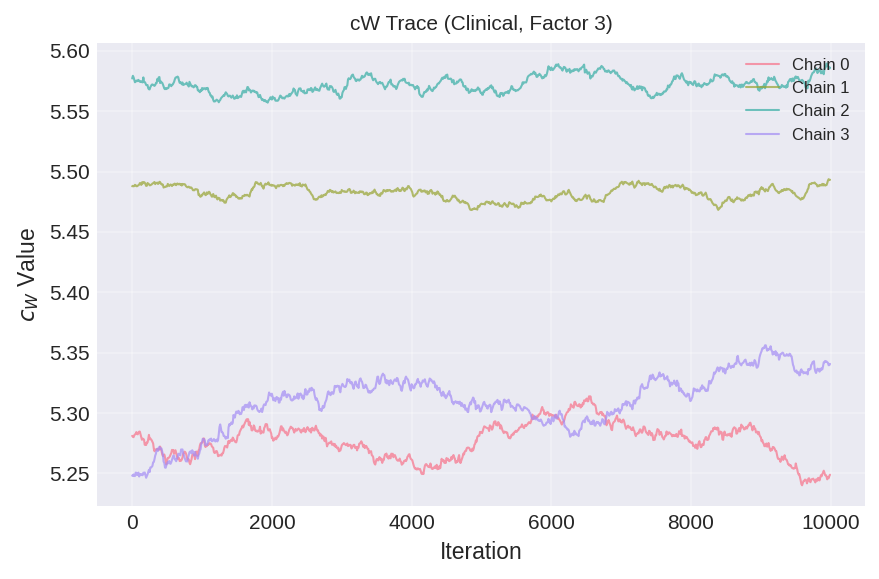 cW Trace (Clinical, Factor 3)
5.60
5.55
5.50
5.45
5.40
5.35
5.30
5.25
c_W Value
Chain 0
Chain 1
Chain 2
Chain 3
0 2000 4000 6000 8000 10000
Iteration